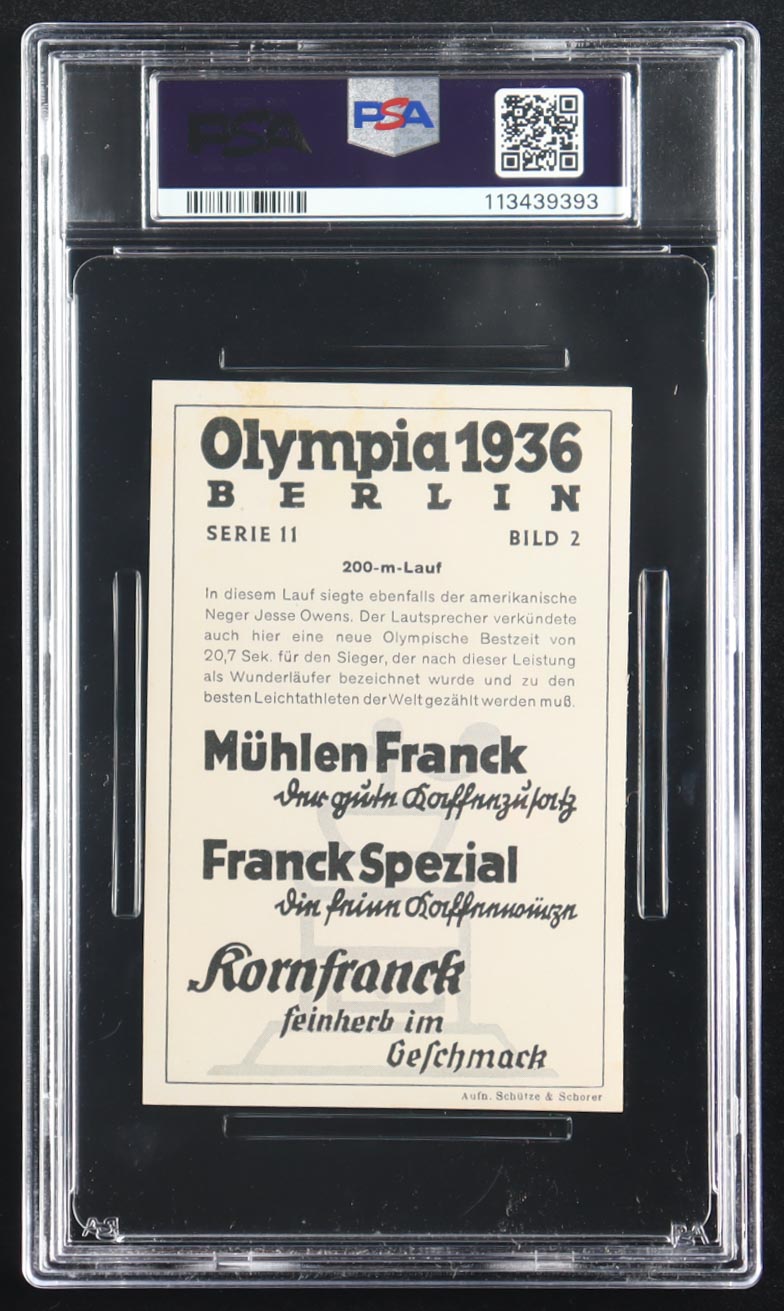 PSA
PSA
113439393
Olympia 1936
BERLIN
SERIE 11 BILD 2
200-m-Lauf
In diesem Lauf siegte ebenfalls der amerikanische
Neger Jesse Owens. Der Lautsprecher verkündete
auch hier eine neue Olympische Bestzeit von
20,7 Sek. für den Sieger, der nach dieser Leistung
als Wunderläufer bezeichnet wurde und zu den
besten Leichtathleten der Welt gezählt werden muß.
Mühlen Franck
der gute Kaffeezusatz
Franck Spezial
die feine Kaffeewürze
Kornfranck
feinherb im
Geschmack
Aufn. Schütze & Schorer